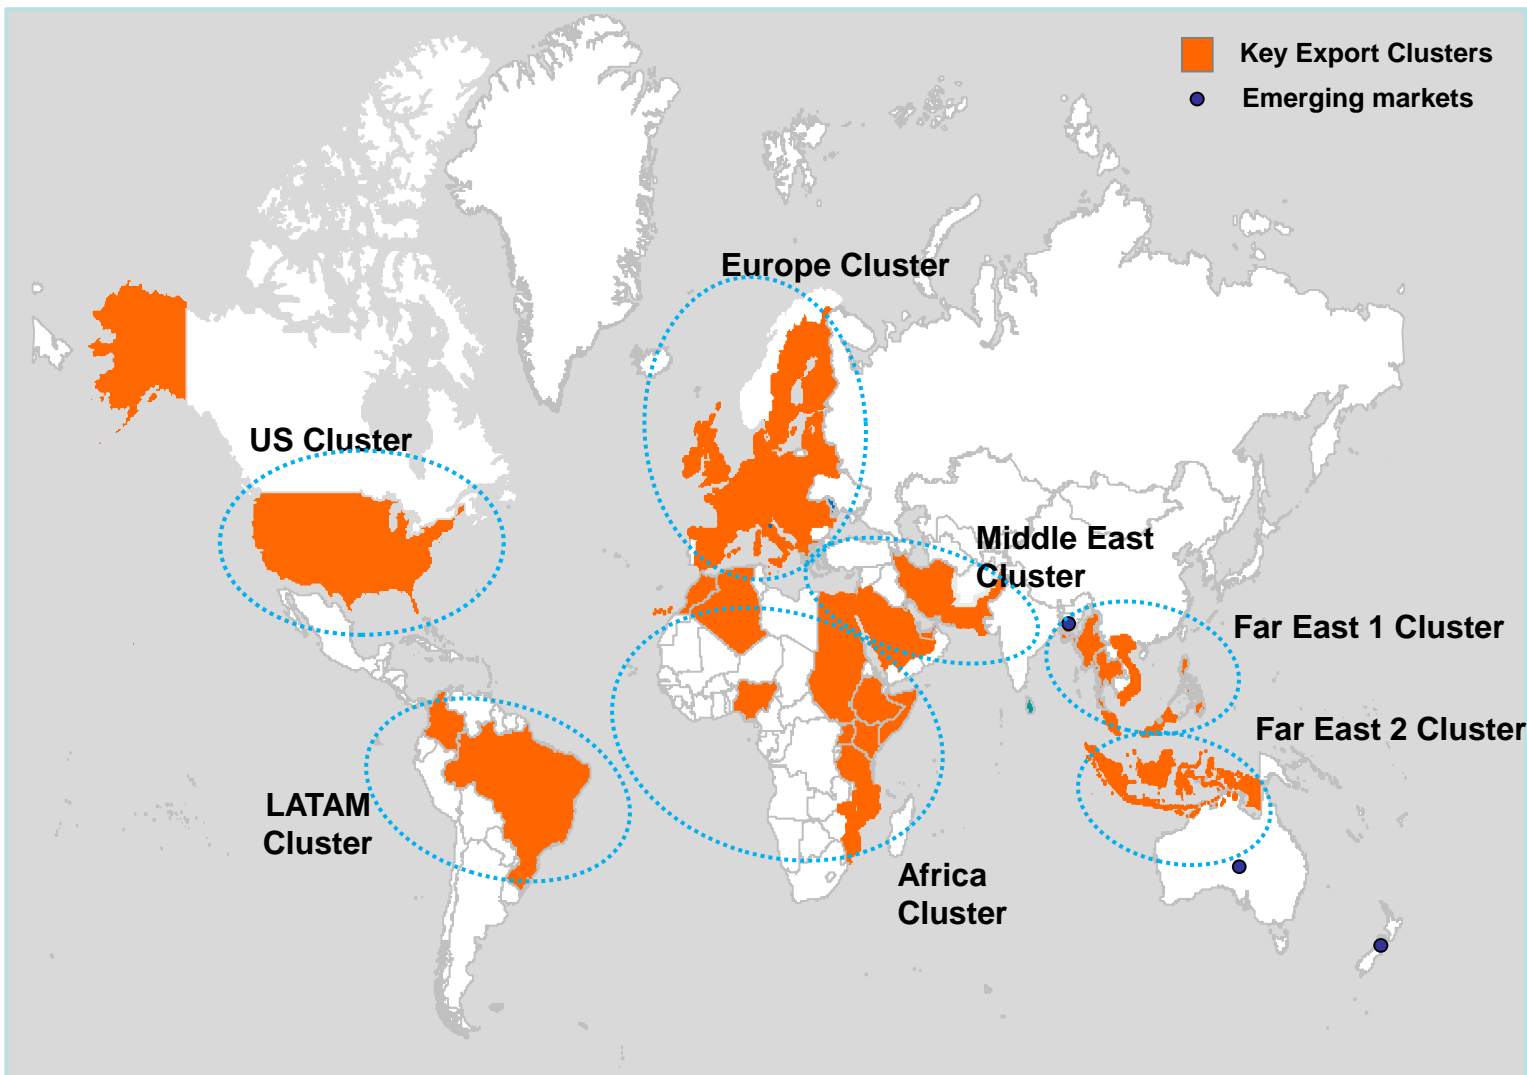 Key Export Clusters
Emerging markets
Europe Cluster
US Cluster
Middle East
Cluster
Far East 1 Cluster
Far East 2 Cluster
LATAM
Cluster
Africa
Cluster